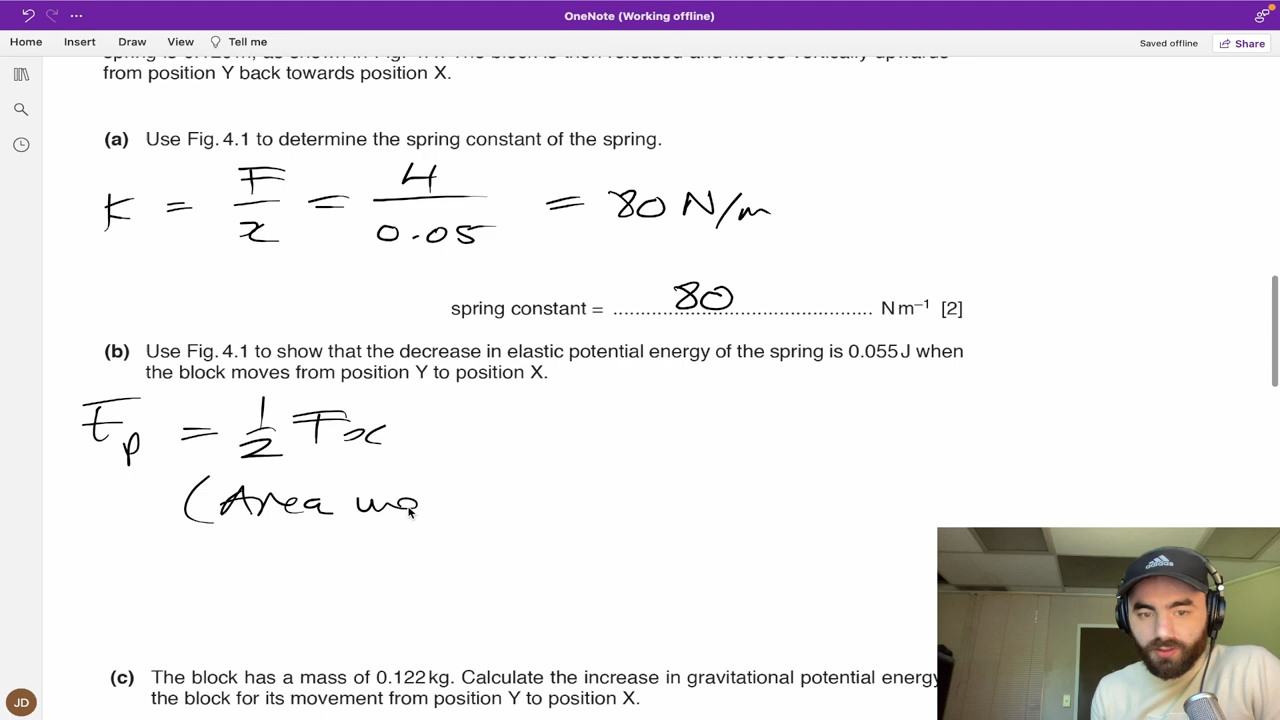 OneNote (Working offline)
Home Insert Draw View Tell me
Saved offline Share
from position Y back towards position X.
(a) Use Fig. 4.1 to determine the spring constant of the spring.
k = F/x = 4/0.05 = 80 N/m
spring constant = 80 N m⁻¹ [2]
(b) Use Fig. 4.1 to show that the decrease in elastic potential energy of the spring is 0.055 J when
the block moves from position Y to position X.
Ep = 1/2 Fx
(Area
(c) The block has a mass of 0.122 kg. Calculate the increase in gravitational potential energy
the block for its movement from position Y to position X.
JD
adidas